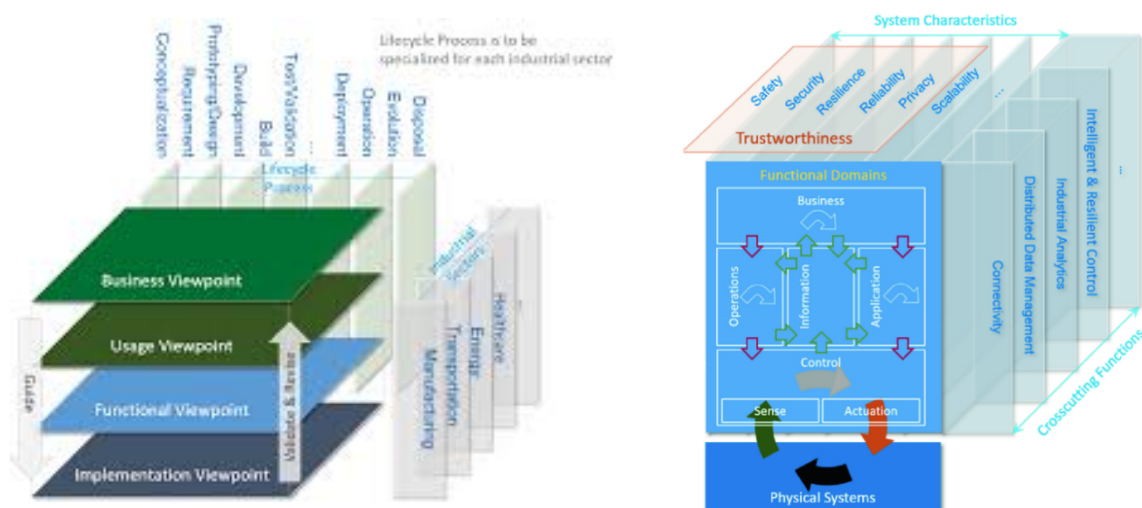 Lifecycle Process is to be
specialized for each industrial sector
Conceptualization
Requirement
Prototyping/Design
Development
Build
Test/Validation
...
Deployment
Operation
Evolution
Disposal
Lifecycle
Process
Business Viewpoint
Usage Viewpoint
Functional Viewpoint
Implementation Viewpoint
Guide
Validate & Revise
Industrial
Sectors
Manufacturing
Transportation
Energy
Healthcare
...
System Characteristics
Safety
Security
Resilience
Reliability
Privacy
Scalability
...
Trustworthiness
Functional Domains
Business
Operations
Information
Application
Control
Sense
Actuation
Physical Systems
Connectivity
Distributed Data Management
Industrial Analytics
Intelligent & Resilient Control
...
Crosscutting Functions